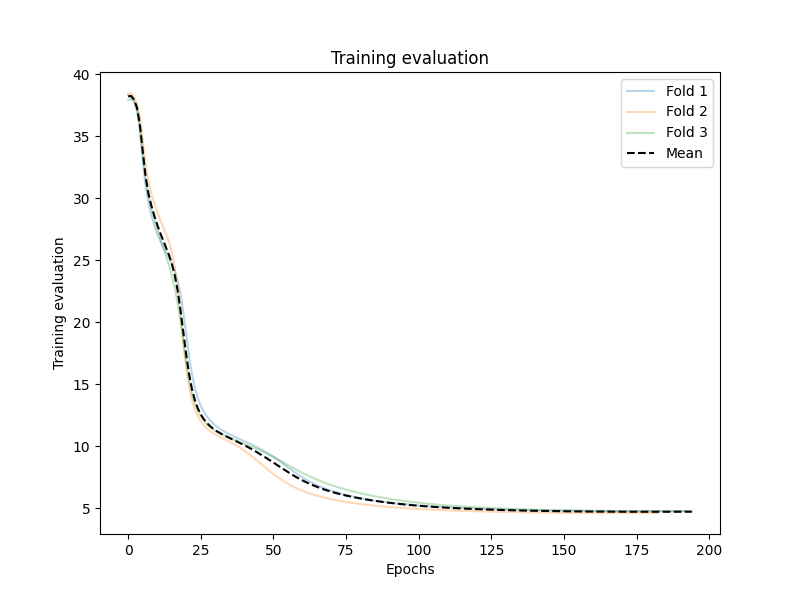 Training evaluation
Fold 1
Fold 2
Fold 3
Mean
Training evaluation
40
35
30
25
20
15
10
5
0 25 50 75 100 125 150 175 200
Epochs